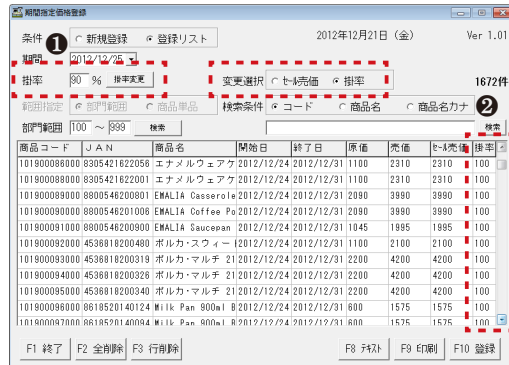 期間指定価格登録
条件 新規登録 登録リスト 2012年12月21日（金） Ver 1.01
❶
期間 2012/12/25
掛率 90 % 掛率変更 変更選択 ｾｰﾙ売価 掛率 1672件
範囲指定 部門範囲 商品単品 検索条件 コード 商品名 商品名カナ
❷
部門範囲 100 ～ 999 検索 検索
商品コード ＪＡＮ 商品名 開始日 終了日 原価 売価 ｾｰﾙ売価 掛率
101900086000 8305421622056 エナメルウェアケ 2012/12/24 2012/12/31 1100 2310 2310 100
101900088000 8305421622001 エナメルウェアケ 2012/12/24 2012/12/31 1100 2310 2310 100
101900089000 8800546200801 EMALIA Casserole 2012/12/24 2012/12/31 2090 3990 3990 100
101900090000 8800546201006 EMALIA Coffee Po 2012/12/24 2012/12/31 2090 3990 3990 100
101900091000 8800546200900 EMALIA Saucepan 2012/12/24 2012/12/31 1045 1995 1995 100
101900092000 4536818200480 ポルカ・スウィー 2012/12/24 2012/12/31 1100 2100 2100 100
101900093000 4536818200319 ポルカ・マルチ 21 2012/12/24 2012/12/31 2200 4200 4200 100
101900094000 4536818200326 ポルカ・マルチ 21 2012/12/24 2012/12/31 2200 4200 4200 100
101900095000 4536818200340 ポルカ・マルチ 21 2012/12/24 2012/12/31 2200 4200 4200 100
101900096000 8618520140124 Milk Pan 900ml B 2012/12/24 2012/12/31 600 1575 1575 100
101900097000 8618520140094 Milk Pan 900ml R 2012/12/24 2012/12/31 600 1575 1575 100
F1 終了 F2 全削除 F3 行削除 F8 ﾃｷｽﾄ F9 印刷 F10 登録